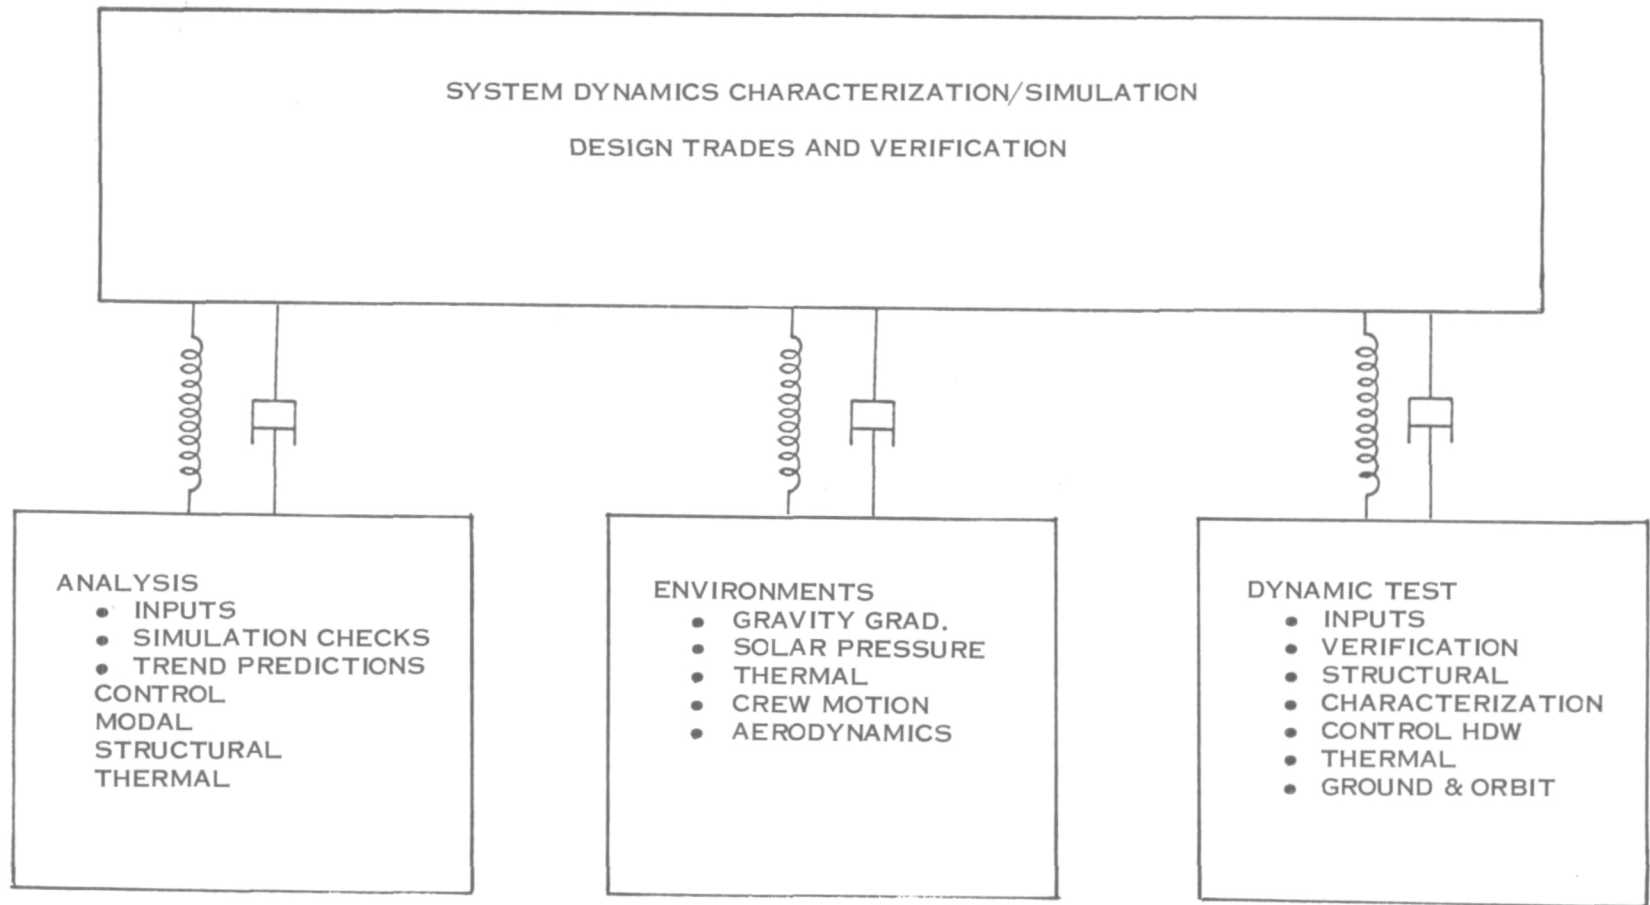 SYSTEM DYNAMICS CHARACTERIZATION/SIMULATION
DESIGN TRADES AND VERIFICATION
ANALYSIS
• INPUTS
• SIMULATION CHECKS
• TREND PREDICTIONS
CONTROL
MODAL
STRUCTURAL
THERMAL
ENVIRONMENTS
• GRAVITY GRAD.
• SOLAR PRESSURE
• THERMAL
• CREW MOTION
• AERODYNAMICS
DYNAMIC TEST
• INPUTS
• VERIFICATION
• STRUCTURAL
• CHARACTERIZATION
• CONTROL HDW
• THERMAL
• GROUND & ORBIT